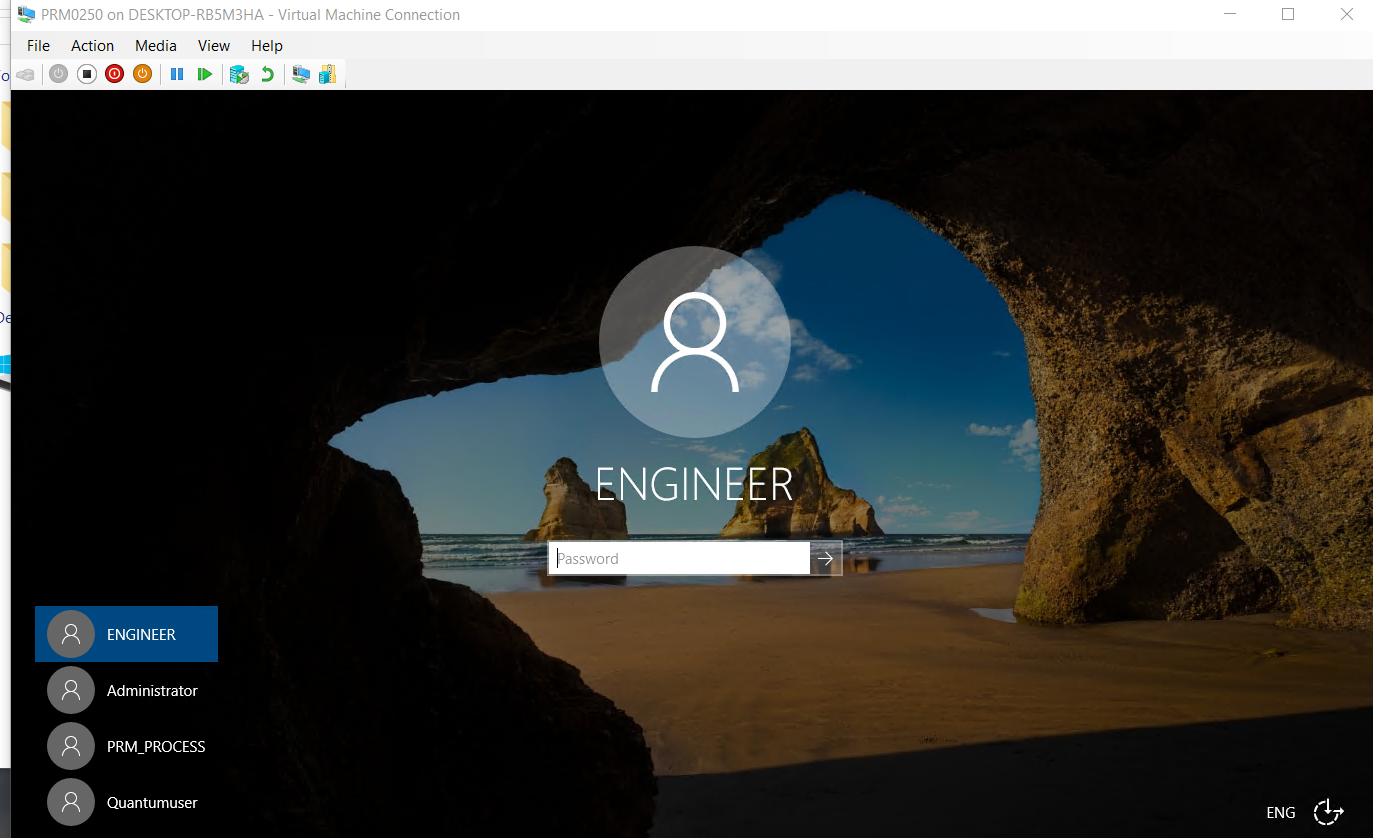 PRM0250 on DESKTOP-RB5M3HA - Virtual Machine Connection
File Action Media View Help
ENGINEER
Password
ENGINEER
Administrator
PRM_PROCESS
Quantumuser
ENG